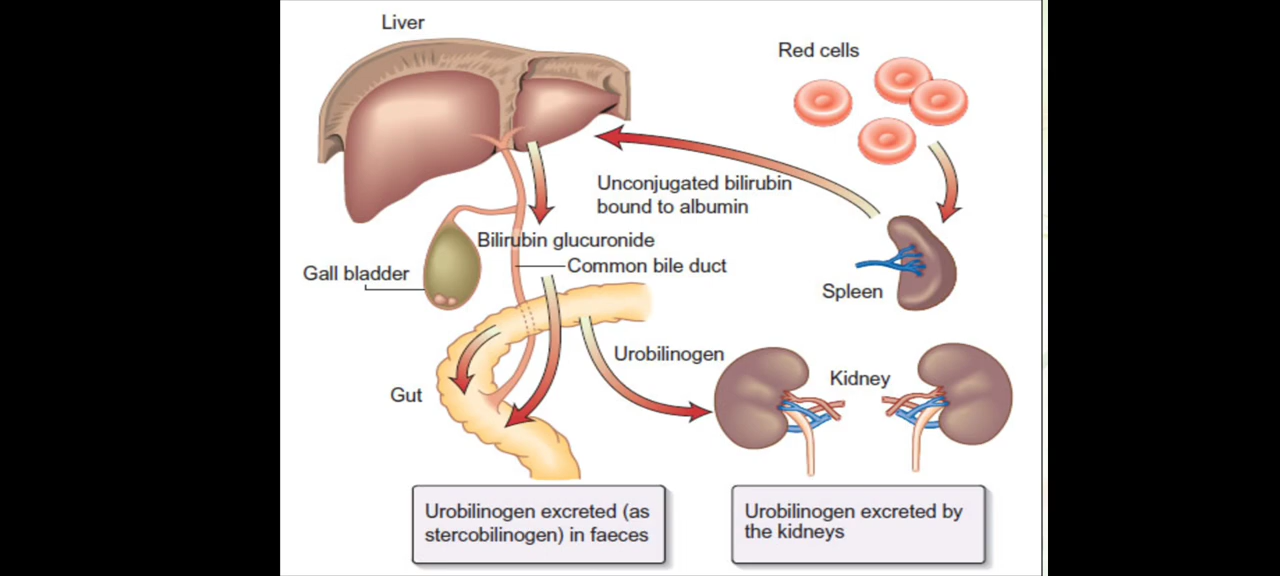 Liver
Red cells
Unconjugated bilirubin
bound to albumin
Bilirubin glucuronide
Common bile duct
Gall bladder
Spleen
Urobilinogen
Kidney
Gut
Urobilinogen excreted (as
stercobilinogen) in faeces
Urobilinogen excreted by
the kidneys